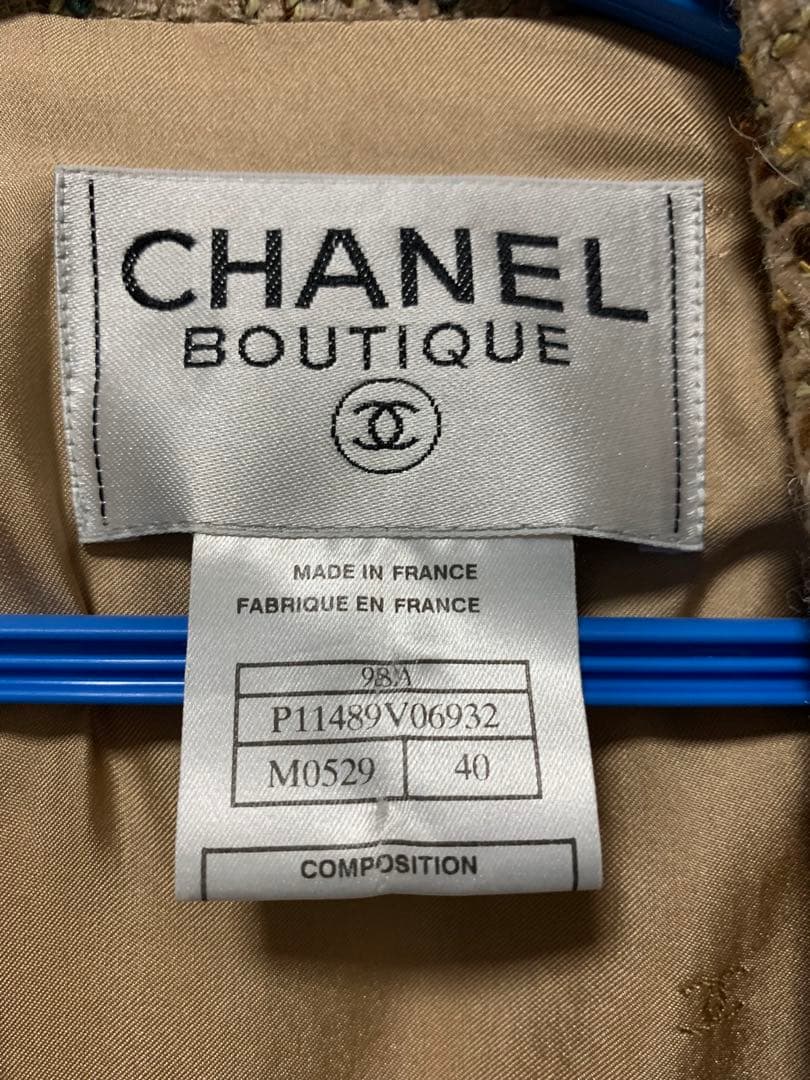 CHANEL
BOUTIQUE
MADE IN FRANCE
FABRIQUE EN FRANCE
98A
P11489V06932
M0529 40
COMPOSITION